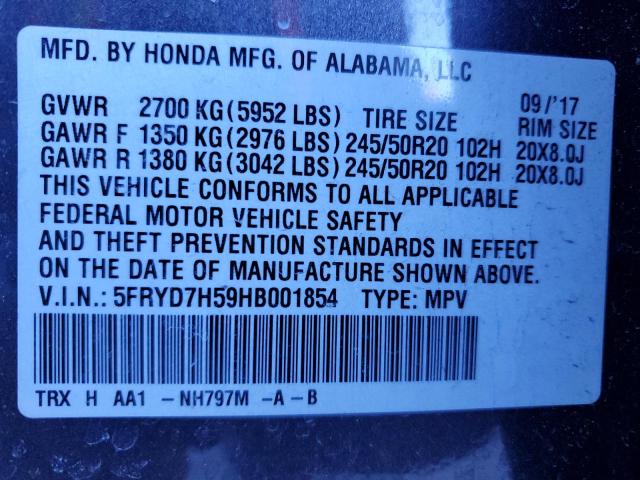 MFD. BY HONDA MFG. OF ALABAMA, LLC
09/'17
GVWR 2700 KG(5952 LBS) TIRE SIZE RIM SIZE
GAWR F 1350 KG(2976 LBS) 245/50R20 102H 20X8.0J
GAWR R 1380 KG(3042 LBS) 245/50R20 102H 20X8.0J
THIS VEHICLE CONFORMS TO ALL APPLICABLE
FEDERAL MOTOR VEHICLE SAFETY
AND THEFT PREVENTION STANDARDS IN EFFECT
ON THE DATE OF MANUFACTURE SHOWN ABOVE.
V.I.N.: 5FRYD7H59HB001854 TYPE: MPV
TRX H AA1 -NH797M -A-B